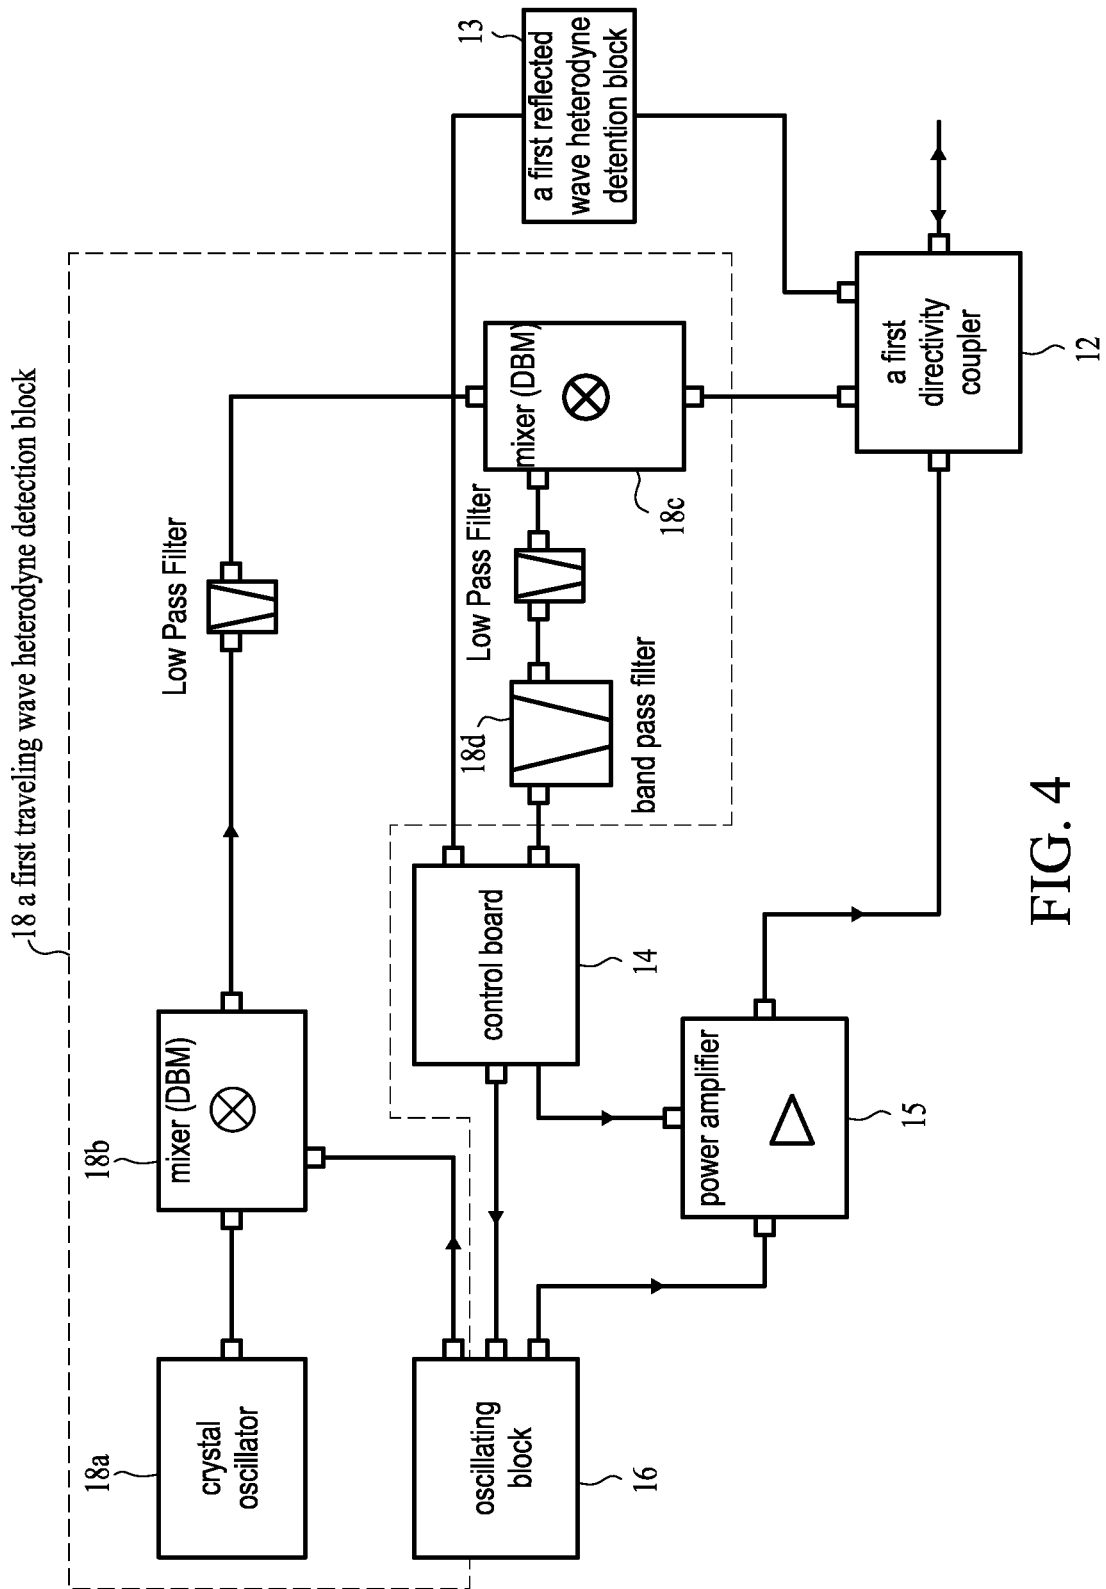 18 a first traveling wave heterodyne detection block
18a
crystal
oscillator
18b
mixer (DBM)
Low Pass Filter
13
a first reflected
wave heterodyne
detention block
mixer (DBM)
18c
Low Pass Filter
18d
band pass filter
control board
14
oscillating
block
16
power amplifier
15
a first
directivity
coupler
12
FIG. 4